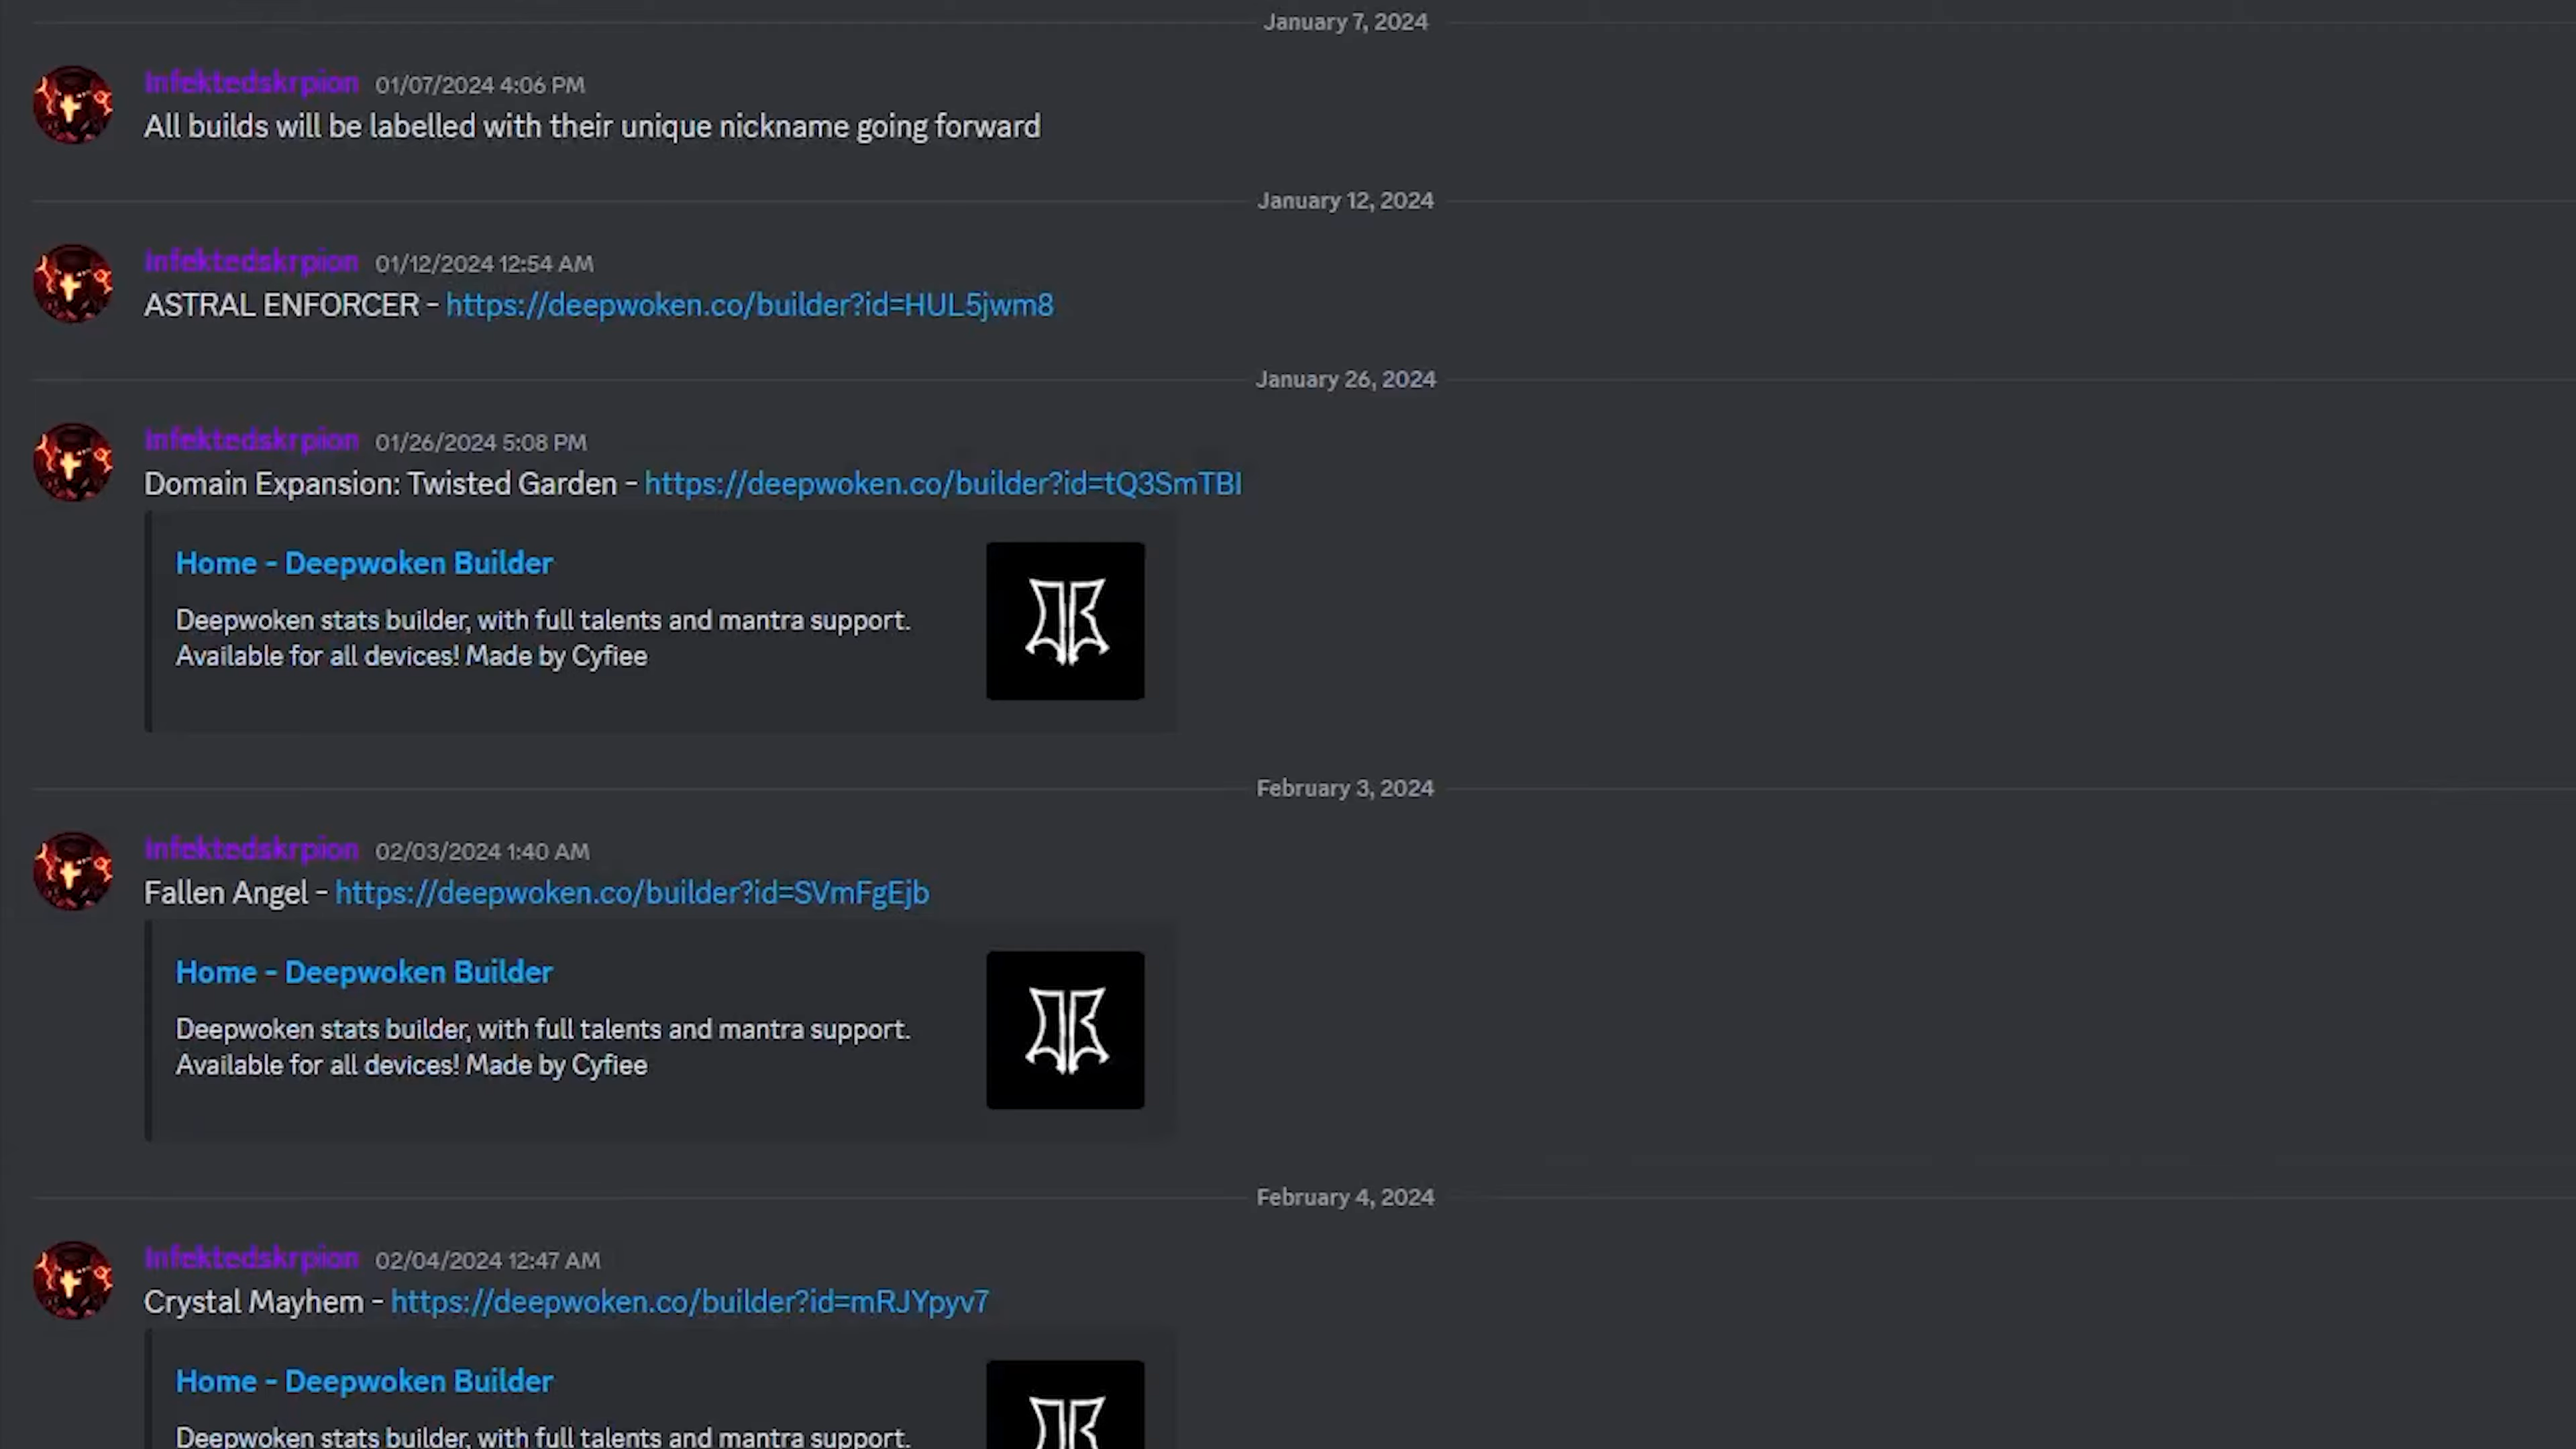 January 7, 2024
Infektedskrpion 01/07/2024 4:06 PM
All builds will be labelled with their unique nickname going forward
January 12, 2024
Infektedskrpion 01/12/2024 12:54 AM
ASTRAL ENFORCER - https://deepwoken.co/builder?id=HUL5jwm8
January 26, 2024
Infektedskrpion 01/26/2024 5:08 PM
Domain Expansion: Twisted Garden - https://deepwoken.co/builder?id=tQ3SmTBI
Home - Deepwoken Builder
Deepwoken stats builder, with full talents and mantra support.
Available for all devices! Made by Cyfiee
February 3, 2024
Infektedskrpion 02/03/2024 1:40 AM
Fallen Angel - https://deepwoken.co/builder?id=SVmFgEjb
Home - Deepwoken Builder
Deepwoken stats builder, with full talents and mantra support.
Available for all devices! Made by Cyfiee
February 4, 2024
Infektedskrpion 02/04/2024 12:47 AM
Crystal Mayhem - https://deepwoken.co/builder?id=mRJYpyv7
Home - Deepwoken Builder
Deepwoken stats builder, with full talents and mantra support.